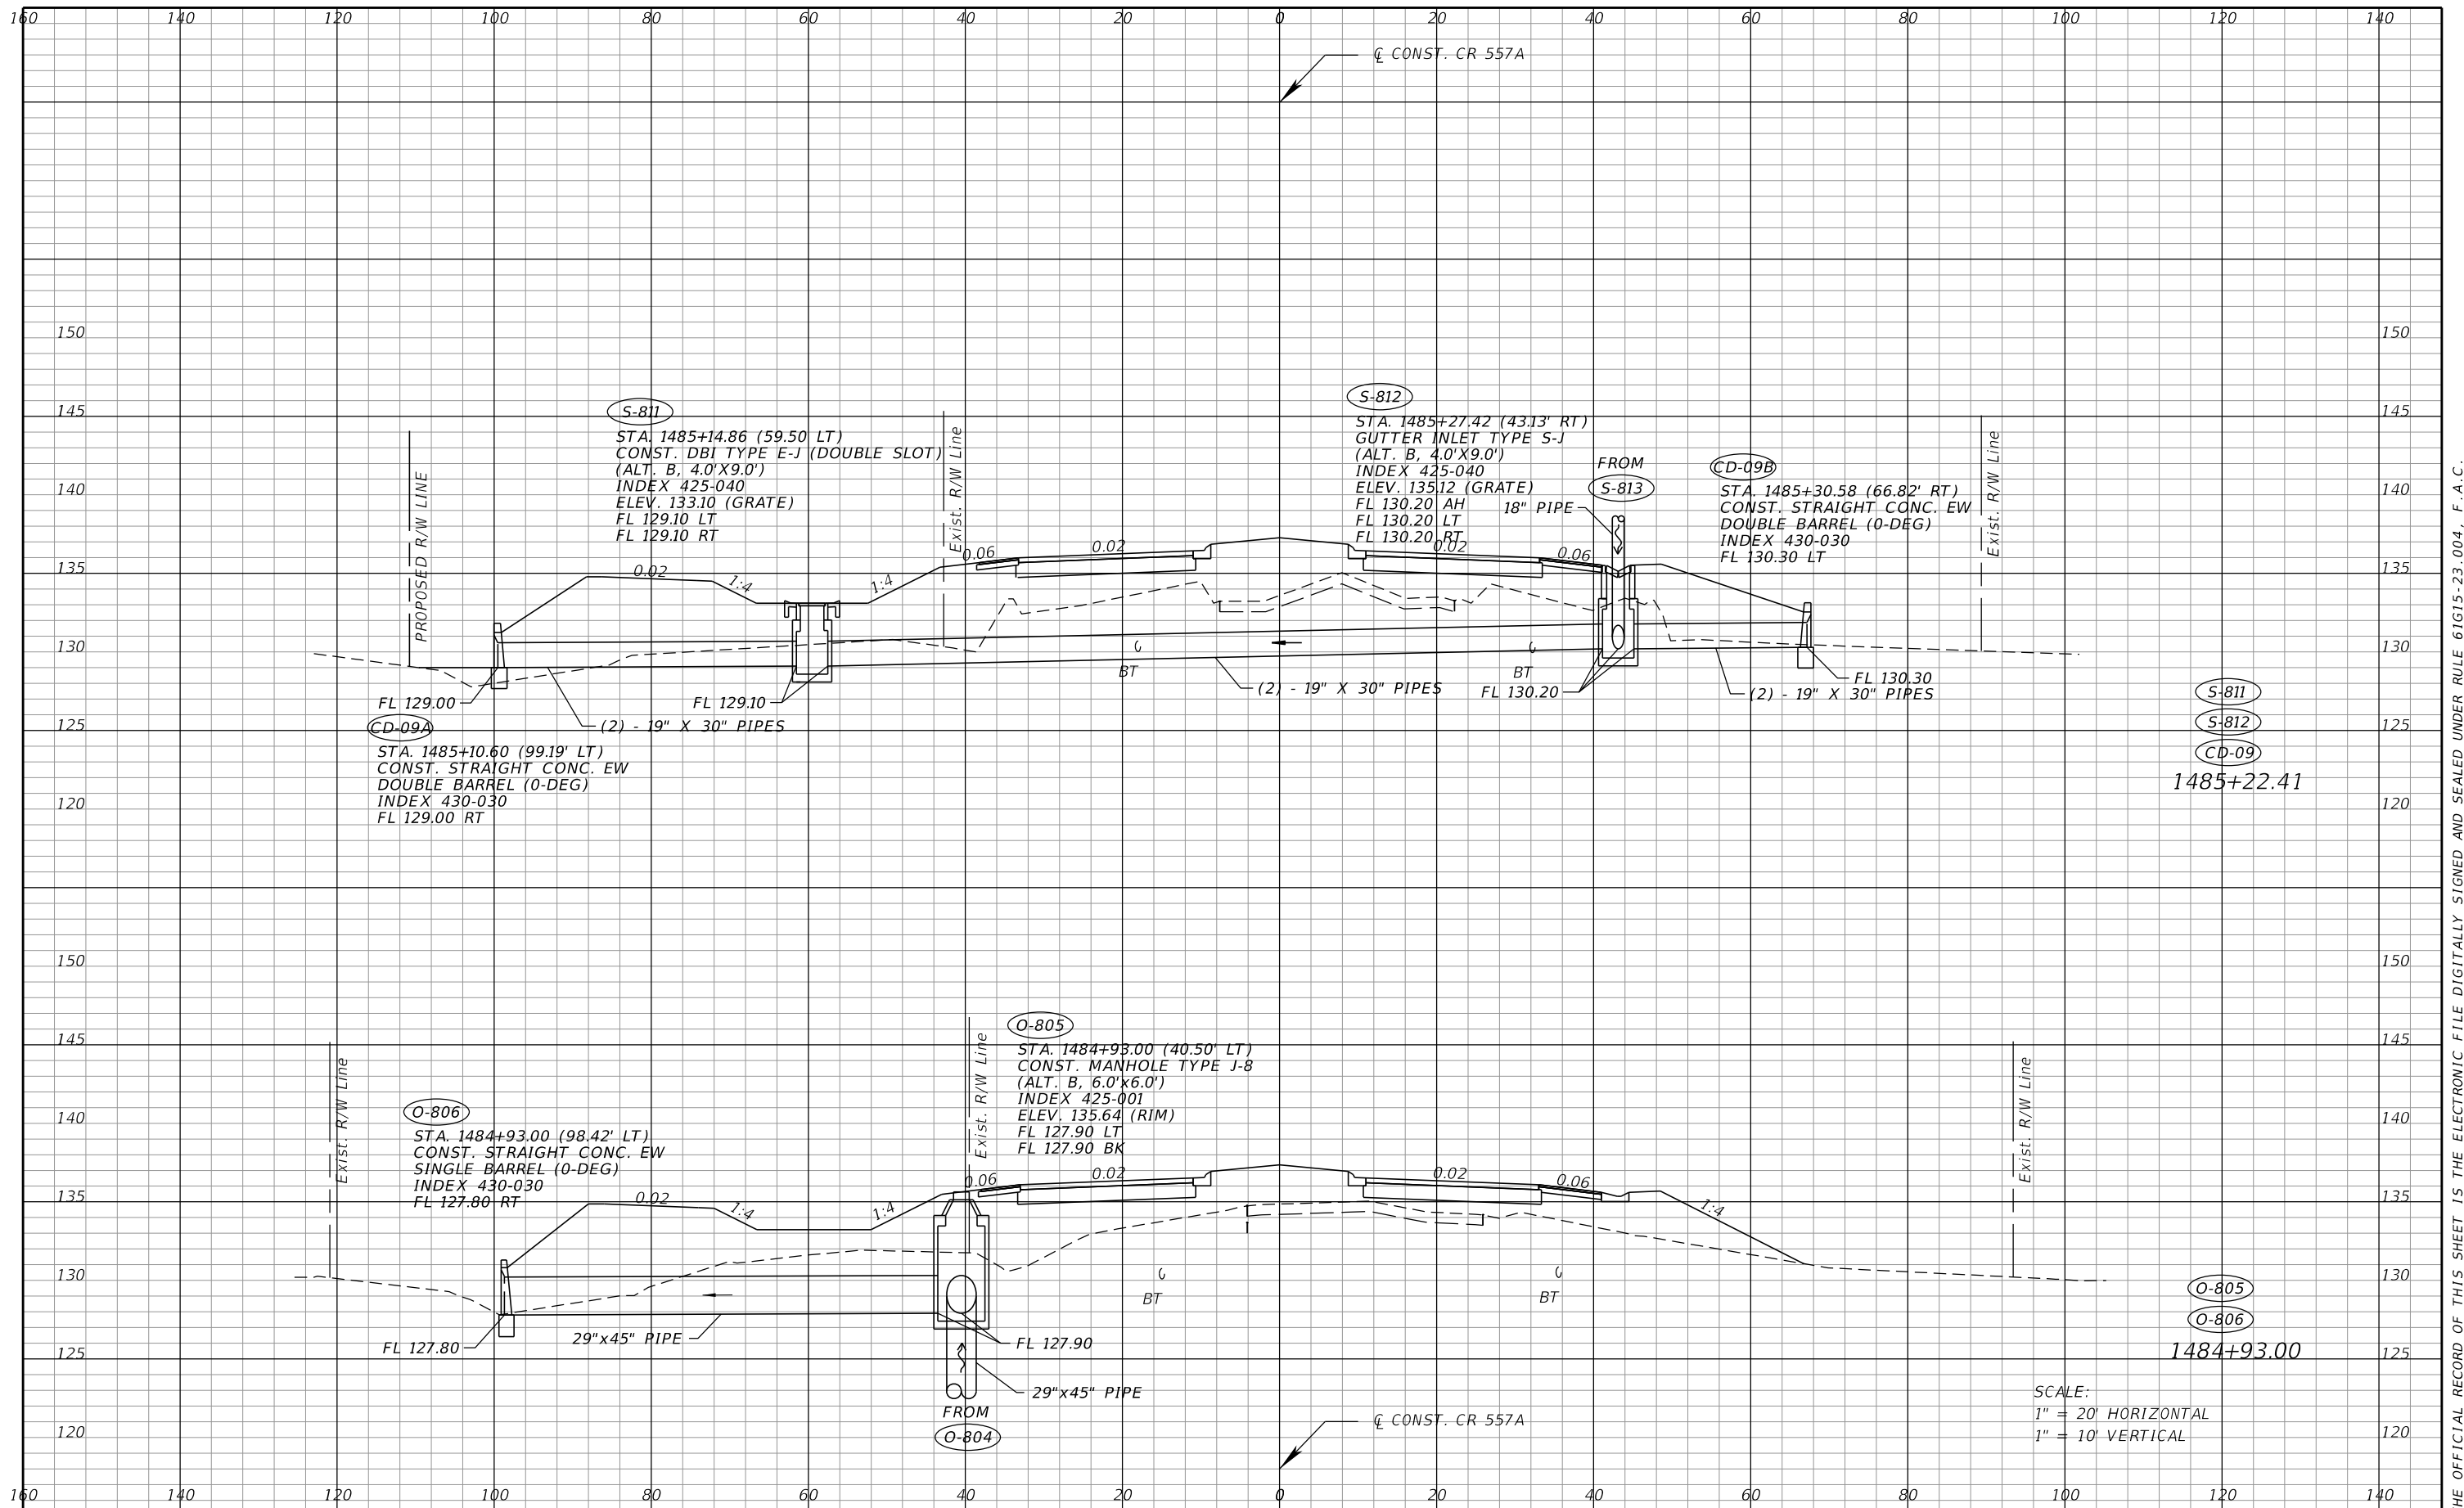 160 140 120 100 80 60 40 20 0 20 40 60 80 100 120 140
℄ CONST. CR 557A
150 150
145 145
140 140
135 135
130 130
125 125
120 120
S-811
STA. 1485+14.86 (59.50 LT)
CONST. DBI TYPE E-J (DOUBLE SLOT)
(ALT. B, 4.0'X9.0')
INDEX 425-040
ELEV. 133.10 (GRATE)
FL 129.10 LT
FL 129.10 RT
S-812
STA. 1485+27.42 (43.13' RT)
GUTTER INLET TYPE S-J
(ALT. B, 4.0'X9.0')
INDEX 425-040
ELEV. 135.12 (GRATE)
FL 130.20 AH
FL 130.20 LT
FL 130.20 RT
FROM
S-813
18" PIPE
CD-09B
STA. 1485+30.58 (66.82' RT)
CONST. STRAIGHT CONC. EW
DOUBLE BARREL (0-DEG)
INDEX 430-030
FL 130.30 LT
PROPOSED R/W LINE
Exist. R/W Line
Exist. R/W Line
0.02
1:4
1:4
0.06
0.02
0.02
0.06
BT
BT
FL 129.00
FL 129.10
(2) - 19" X 30" PIPES
(2) - 19" X 30" PIPES
FL 130.20
FL 130.30
(2) - 19" X 30" PIPES
CD-09A
STA. 1485+10.60 (99.19' LT)
CONST. STRAIGHT CONC. EW
DOUBLE BARREL (0-DEG)
INDEX 430-030
FL 129.00 RT
S-811
S-812
CD-09
1485+22.41
150 150
145 145
140 140
135 135
130 130
125 125
120 120
O-805
STA. 1484+93.00 (40.50' LT)
CONST. MANHOLE TYPE J-8
(ALT. B, 6.0'x6.0')
INDEX 425-001
ELEV. 135.64 (RIM)
FL 127.90 LT
FL 127.90 BK
O-806
STA. 1484+93.00 (98.42' LT)
CONST. STRAIGHT CONC. EW
SINGLE BARREL (0-DEG)
INDEX 430-030
FL 127.80 RT
Exist. R/W Line
Exist. R/W Line
Exist. R/W Line
0.02
1:4
1:4
0.06
0.02
0.02
0.06
1:4
BT
BT
FL 127.80
29"x45" PIPE
FL 127.90
29"x45" PIPE
FROM
O-804
℄ CONST. CR 557A
O-805
O-806
1484+93.00
SCALE:
1" = 20' HORIZONTAL
1" = 10' VERTICAL
160 140 120 100 80 60 40 20 0 20 40 60 80 100 120 140
OFFICIAL RECORD OF THIS SHEET IS THE ELECTRONIC FILE DIGITALLY SIGNED AND SEALED UNDER RULE 61G15-23.004, F.A.C.